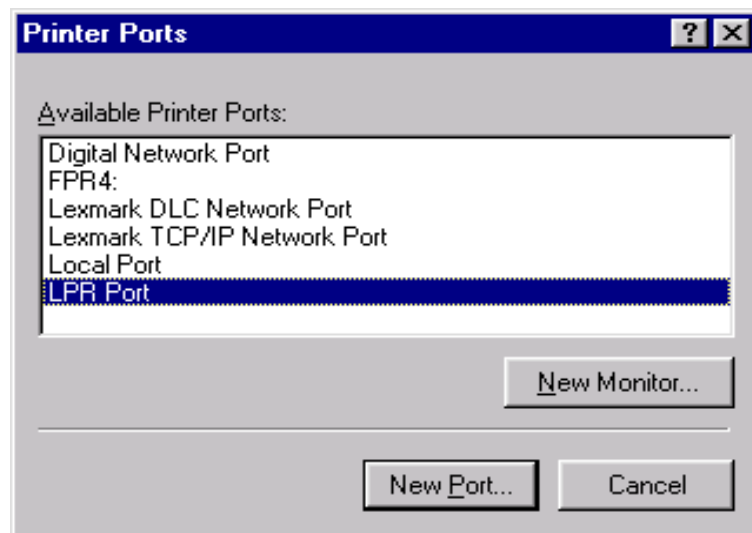 Printer Ports
Available Printer Ports:
Digital Network Port
FPR4:
Lexmark DLC Network Port
Lexmark TCP/IP Network Port
Local Port
LPR Port
New Monitor...
New Port...
Cancel